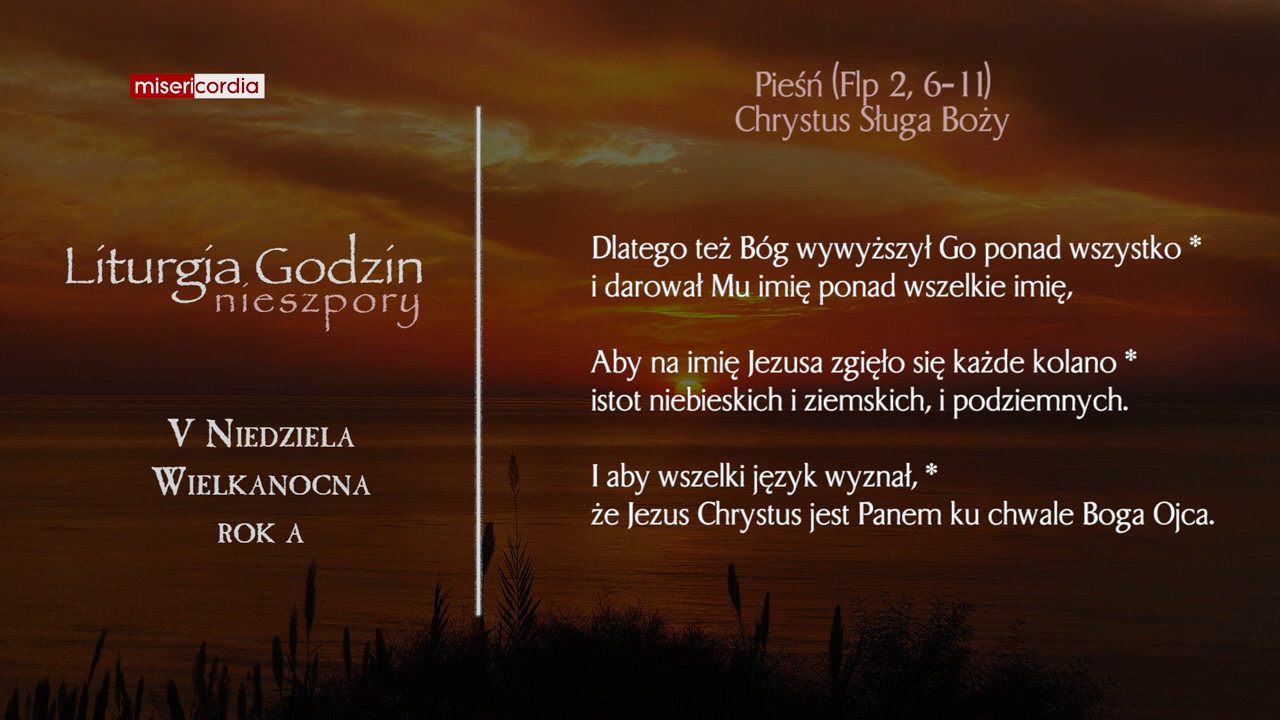 misericordia
Liturgia Godzin
nieszpory
V Niedziela
Wielkanocna
rok A
Pieśń (Flp 2, 6-11)
Chrystus Sługa Boży
Dlatego też Bóg wywyższył Go ponad wszystko *
i darował Mu imię ponad wszelkie imię,
Aby na imię Jezusa zgięło się każde kolano *
istot niebieskich i ziemskich, i podziemnych.
I aby wszelki język wyznał, *
że Jezus Chrystus jest Panem ku chwale Boga Ojca.